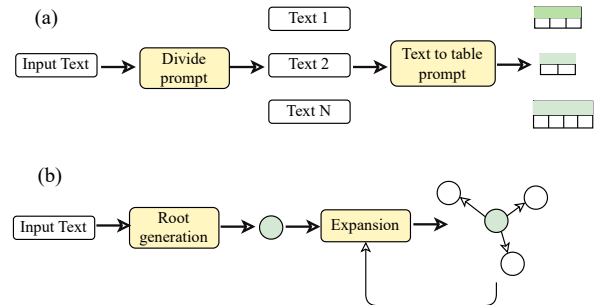 (a)
Text 1
Input Text
Divide
prompt
Text 2
Text to table
prompt
Text N
(b)
Input Text
Root
generation
Expansion